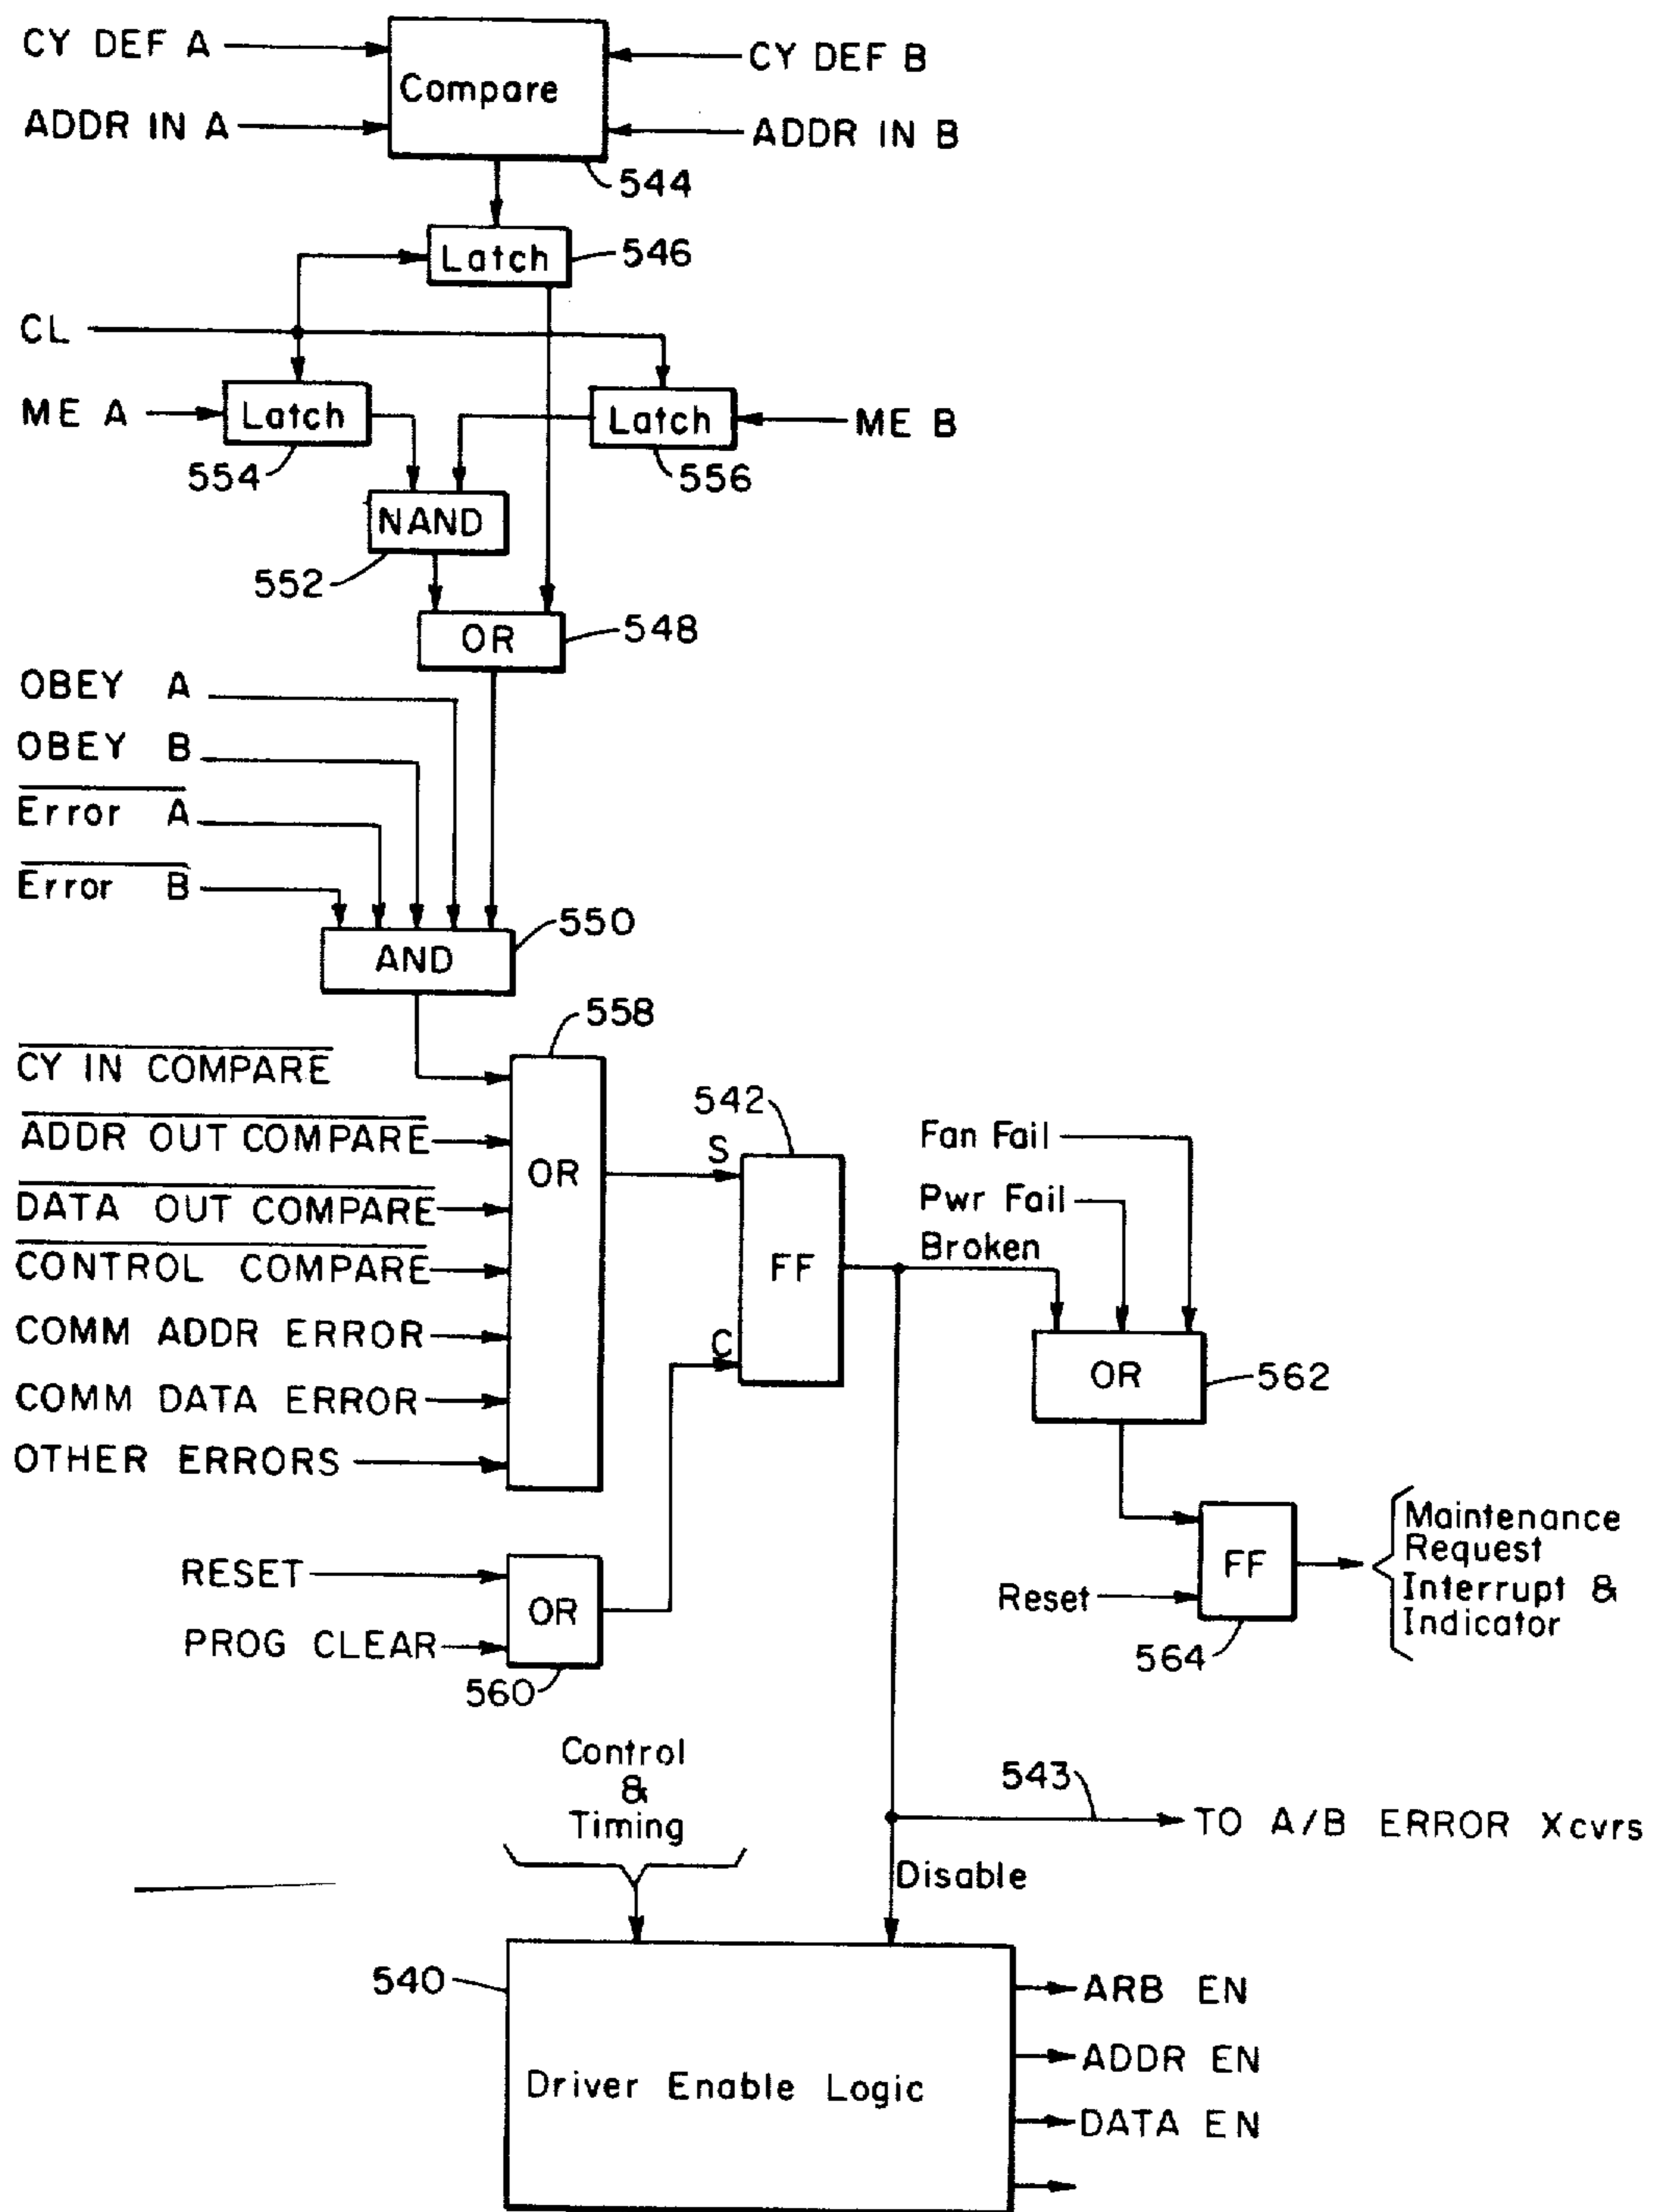 CY DEF A
CY DEF B
Compare
ADDR IN A
ADDR IN B
544
Latch
546
CL
ME A
Latch
Latch
ME B
554
556
NAND
552
OR
548
OBEY A
OBEY B
Error A
Error B
550
AND
558
CY IN COMPARE
ADDR OUT COMPARE
DATA OUT COMPARE
CONTROL COMPARE
COMM ADDR ERROR
COMM DATA ERROR
OTHER ERRORS
OR
542
S
FF
C
Fan Fail
Pwr Fail
Broken
OR
562
RESET
PROG CLEAR
OR
560
Reset
FF
564
Maintenance
Request
Interrupt &
Indicator
Control
&
Timing
543
TO A/B ERROR Xcvrs
Disable
540
Driver Enable Logic
ARB EN
ADDR EN
DATA EN